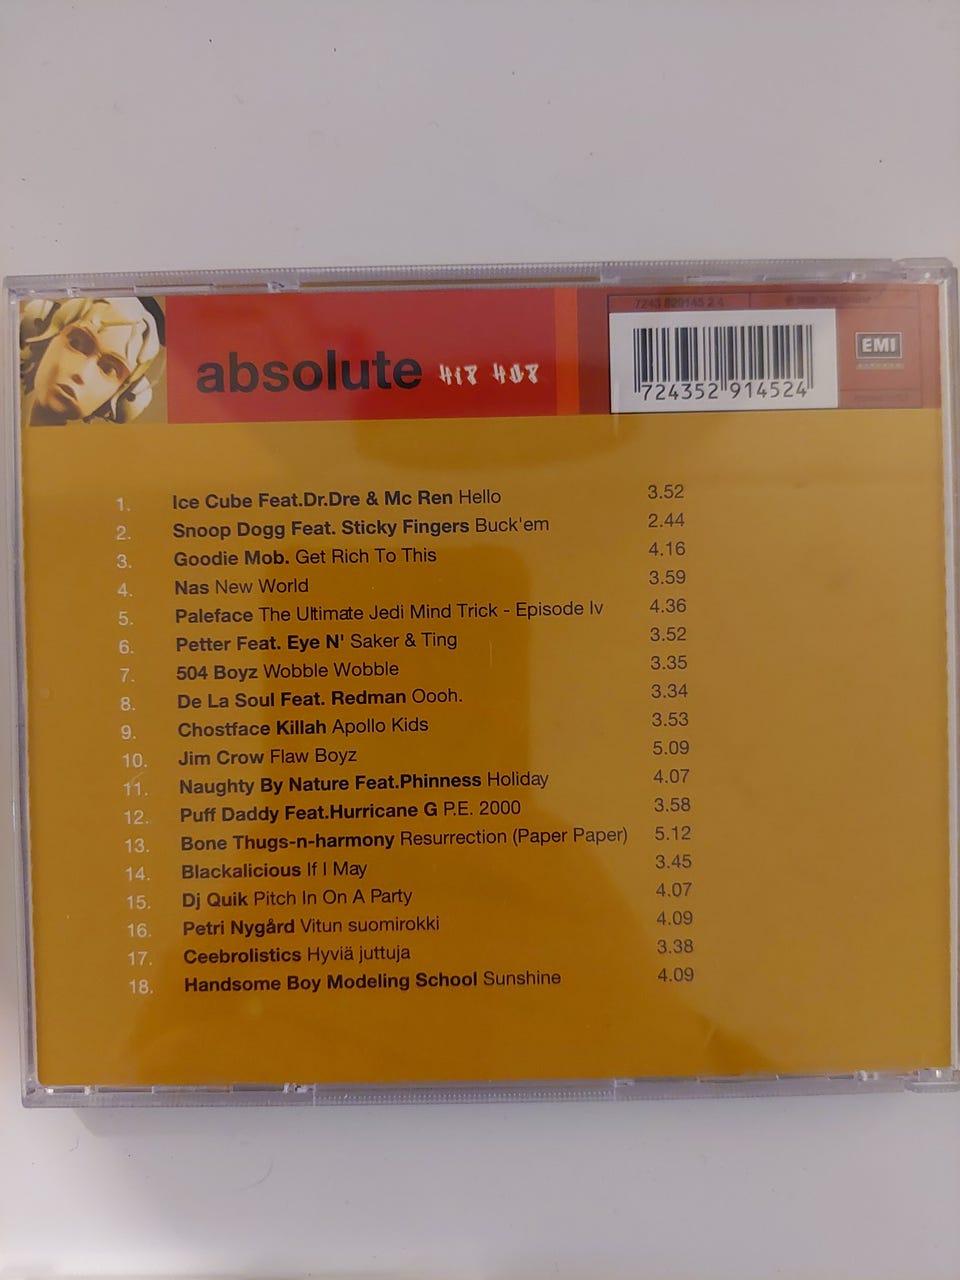 absolute hip hop
7243 529145 2 4
724352 914524
EMI
1. Ice Cube Feat.Dr.Dre & Mc Ren Hello 3.52
2. Snoop Dogg Feat. Sticky Fingers Buck'em 2.44
3. Goodie Mob. Get Rich To This 4.16
4. Nas New World 3.59
5. Paleface The Ultimate Jedi Mind Trick - Episode Iv 4.36
6. Petter Feat. Eye N' Saker & Ting 3.52
7. 504 Boyz Wobble Wobble 3.35
8. De La Soul Feat. Redman Oooh. 3.34
9. Chostface Killah Apollo Kids 3.53
10. Jim Crow Flaw Boyz 5.09
11. Naughty By Nature Feat.Phinness Holiday 4.07
12. Puff Daddy Feat.Hurricane G P.E. 2000 3.58
13. Bone Thugs-n-harmony Resurrection (Paper Paper) 5.12
14. Blackalicious If I May 3.45
15. Dj Quik Pitch In On A Party 4.07
16. Petri Nygård Vitun suomirokki 4.09
17. Ceebrolistics Hyviä juttuja 3.38
18. Handsome Boy Modeling School Sunshine 4.09